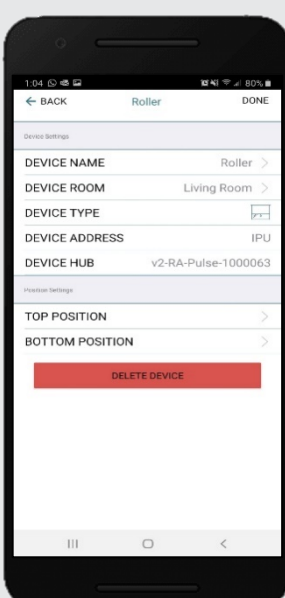 1:04 80%
← BACK Roller DONE
Device Settings
DEVICE NAME Roller >
DEVICE ROOM Living Room >
DEVICE TYPE
DEVICE ADDRESS IPU
DEVICE HUB v2-RA-Pulse-1000063
Position Settings
TOP POSITION >
BOTTOM POSITION >
DELETE DEVICE